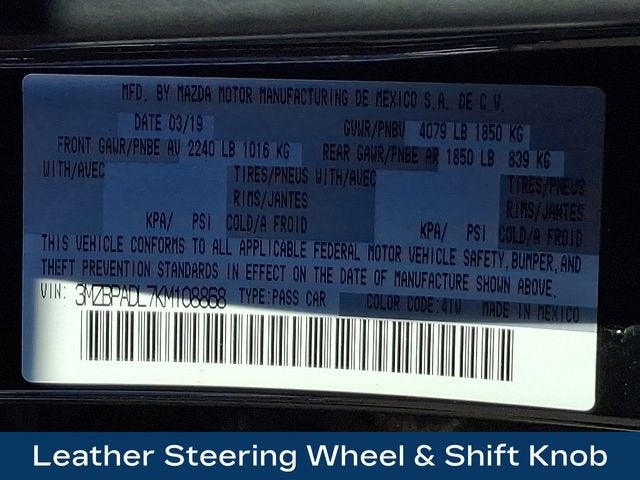 MFD. BY MAZDA MOTOR MANUFACTURING DE MEXICO S.A. DE C.V.
DATE 03/19 GVWR/PNBV 4079 LB 1850 KG
FRONT GAWR/PNBE AV 2240 LB 1016 KG REAR GAWR/PNBE AR 1850 LB 839 KG
WITH/AVEC TIRES/PNEUS WITH/AVEC TIRES/PNEUS
RIMS/JANTES RIMS/JANTES
KPA/ PSI COLD/A FROID KPA/ PSI COLD/A FROID
THIS VEHICLE CONFORMS TO ALL APPLICABLE FEDERAL MOTOR VEHICLE SAFETY, BUMPER, AND
THEFT PREVENTION STANDARDS IN EFFECT ON THE DATE OF MANUFACTURE SHOWN ABOVE.
VIN: 3MZBPADL7KM108868 TYPE:PASS CAR COLOR CODE:41W MADE IN MEXICO
Leather Steering Wheel & Shift Knob